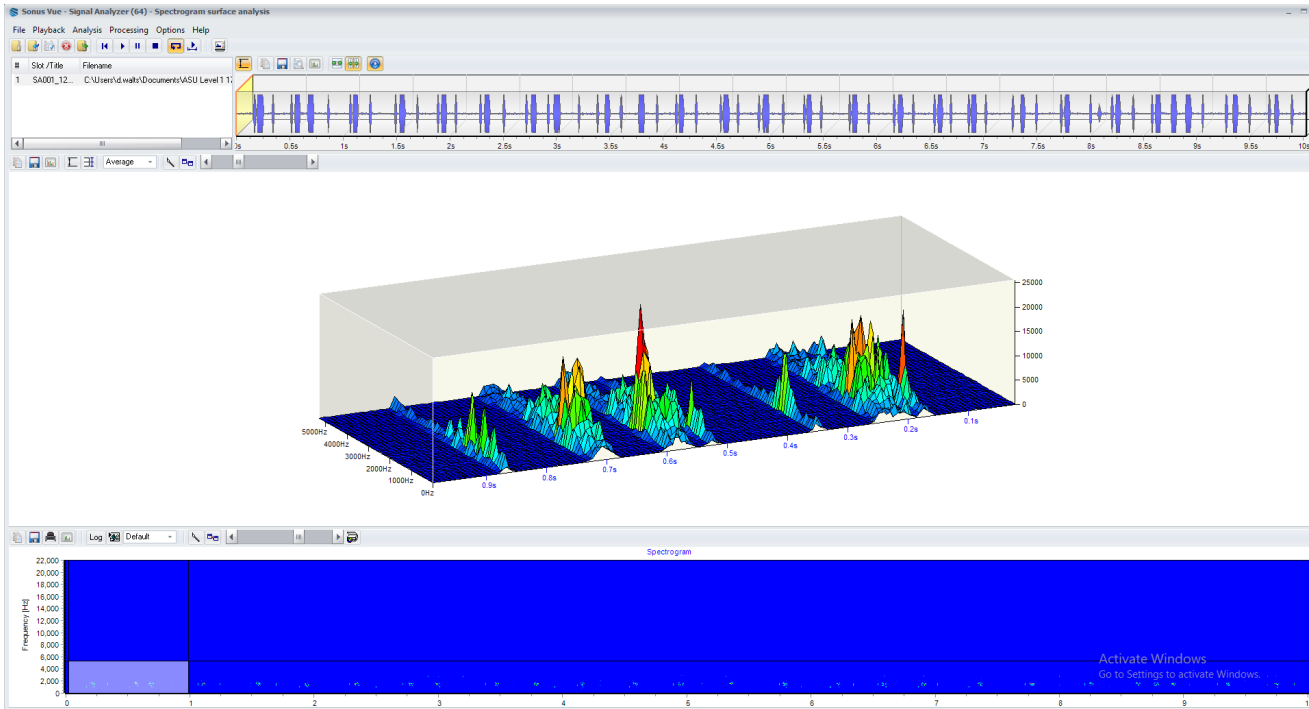 Sonus Vue - Signal Analyzer (64) - Spectrogram surface analysis
File Playback Analysis Processing Options Help
# Slot /Title Filename
1 SA001_12... C:\Users\d.walts\Documents\ASU Level 1 12
0.5s 1s 1.5s 2s 2.5s 3s 3.5s 4s 4.5s 5s 5.5s 6s 6.5s 7s 7.5s 8s 8.5s 9s 9.5s 10s
Average
25000
20000
15000
10000
5000
0
5000Hz
4000Hz
3000Hz
2000Hz
1000Hz
0Hz
0.9s 0.8s 0.7s 0.6s 0.5s 0.4s 0.3s 0.2s 0.1s
Log Default
Spectrogram
Frequency [Hz]
22,000
20,000
18,000
16,000
14,000
12,000
10,000
8,000
6,000
4,000
2,000
0
0 1 2 3 4 5 6 7 8 9
Activate Windows
Go to Settings to activate Windows.